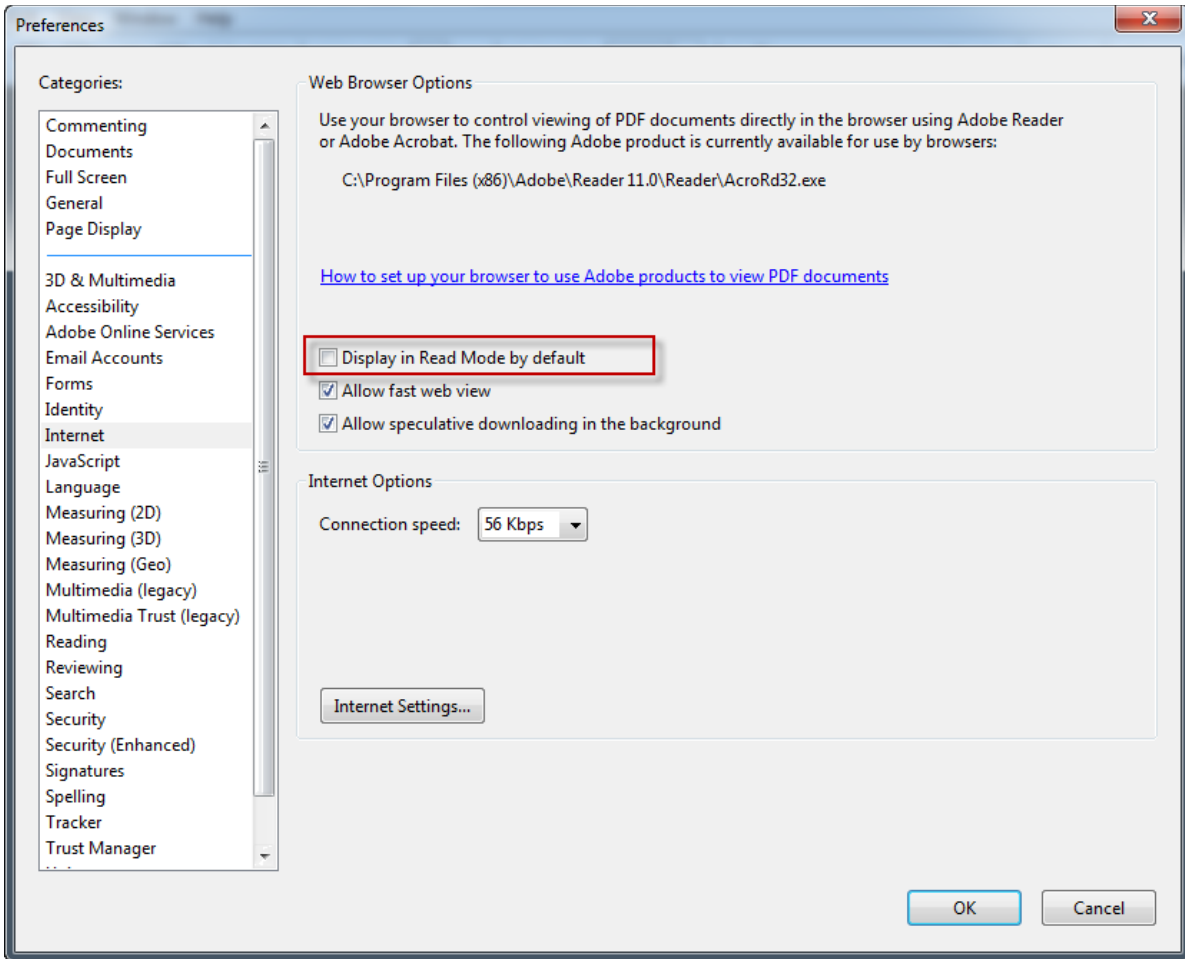 Preferences
Categories:
Commenting
Documents
Full Screen
General
Page Display
3D & Multimedia
Accessibility
Adobe Online Services
Email Accounts
Forms
Identity
Internet
JavaScript
Language
Measuring (2D)
Measuring (3D)
Measuring (Geo)
Multimedia (legacy)
Multimedia Trust (legacy)
Reading
Reviewing
Search
Security
Security (Enhanced)
Signatures
Spelling
Tracker
Trust Manager
Web Browser Options
Use your browser to control viewing of PDF documents directly in the browser using Adobe Reader
or Adobe Acrobat. The following Adobe product is currently available for use by browsers:
C:\Program Files (x86)\Adobe\Reader 11.0\Reader\AcroRd32.exe
How to set up your browser to use Adobe products to view PDF documents
Display in Read Mode by default
Allow fast web view
Allow speculative downloading in the background
Internet Options
Connection speed: 56 Kbps
Internet Settings...
OK Cancel